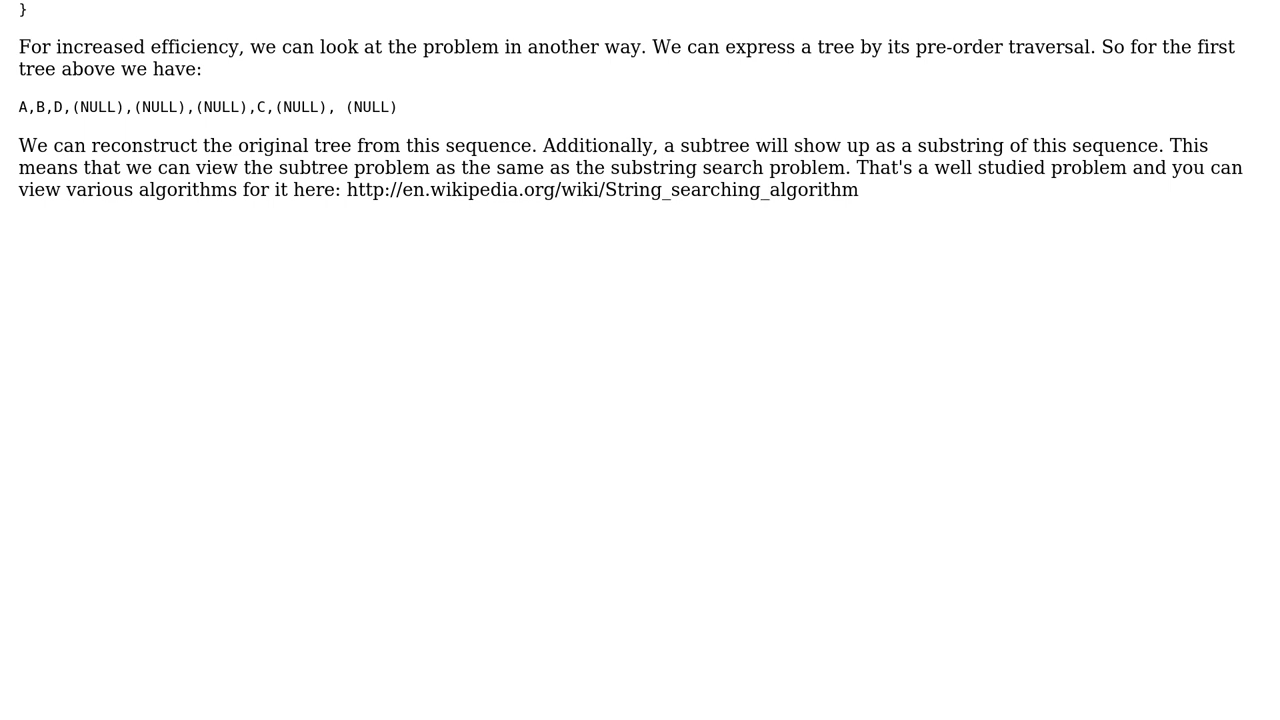 }
For increased efficiency, we can look at the problem in another way. We can express a tree by its pre-order traversal. So for the first
tree above we have:
A,B,D,(NULL),(NULL),(NULL),C,(NULL), (NULL)
We can reconstruct the original tree from this sequence. Additionally, a subtree will show up as a substring of this sequence. This
means that we can view the subtree problem as the same as the substring search problem. That's a well studied problem and you can
view various algorithms for it here: http://en.wikipedia.org/wiki/String_searching_algorithm